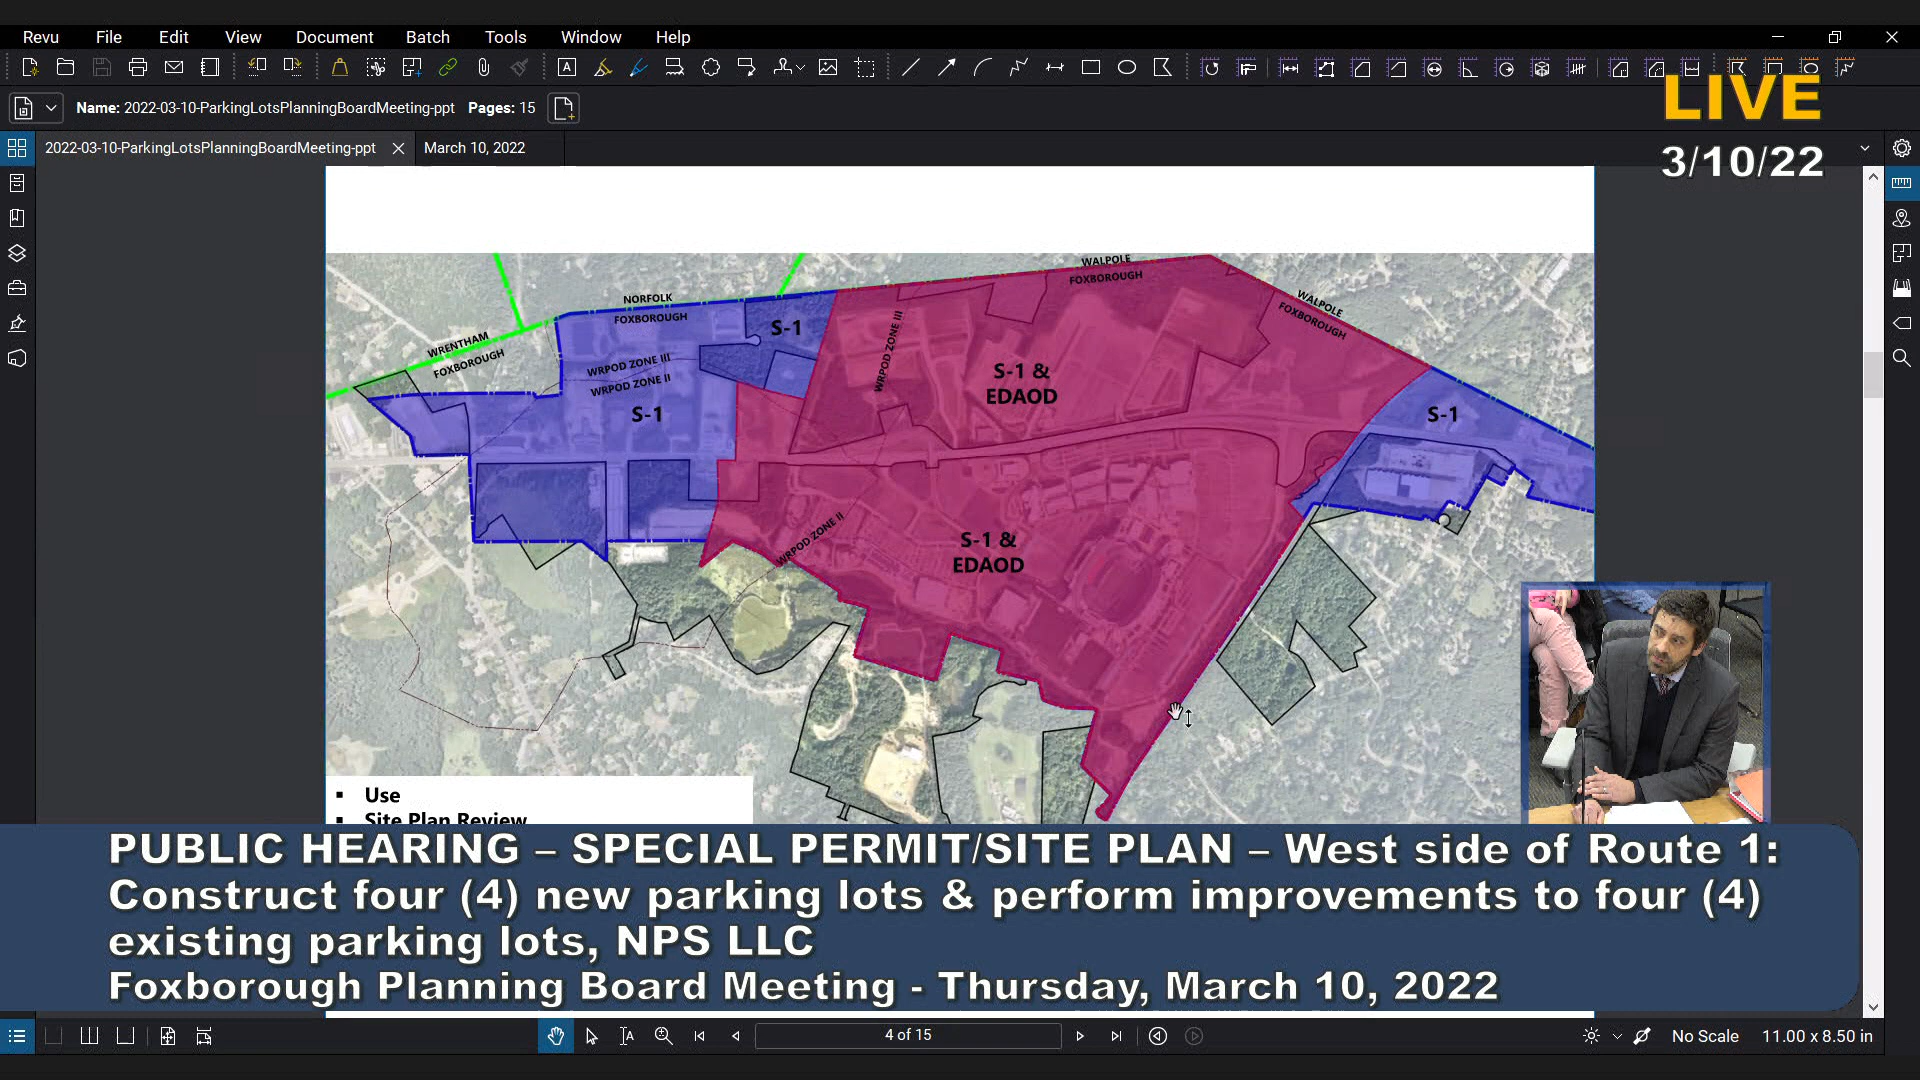 Revu File Edit View Document Batch Tools Window Help
Name: 2022-03-10-ParkingLotsPlanningBoardMeeting-ppt Pages: 15
LIVE
2022-03-10-ParkingLotsPlanningBoardMeeting-ppt March 10, 2022
3/10/22
WALPOLE
FOXBOROUGH
NORFOLK
FOXBOROUGH
S-1
WALPOLE
FOXBOROUGH
WRENTHAM
FOXBOROUGH
WRPOD ZONE III
WRPOD ZONE II
WRPOD ZONE III
S-1 &
EDAOD
S-1
S-1
WRPOD ZONE II
S-1 &
EDAOD
▪ Use
▪ Site Plan Review
PUBLIC HEARING – SPECIAL PERMIT/SITE PLAN – West side of Route 1:
Construct four (4) new parking lots & perform improvements to four (4)
existing parking lots, NPS LLC
Foxborough Planning Board Meeting - Thursday, March 10, 2022
4 of 15
No Scale 11.00 x 8.50 in